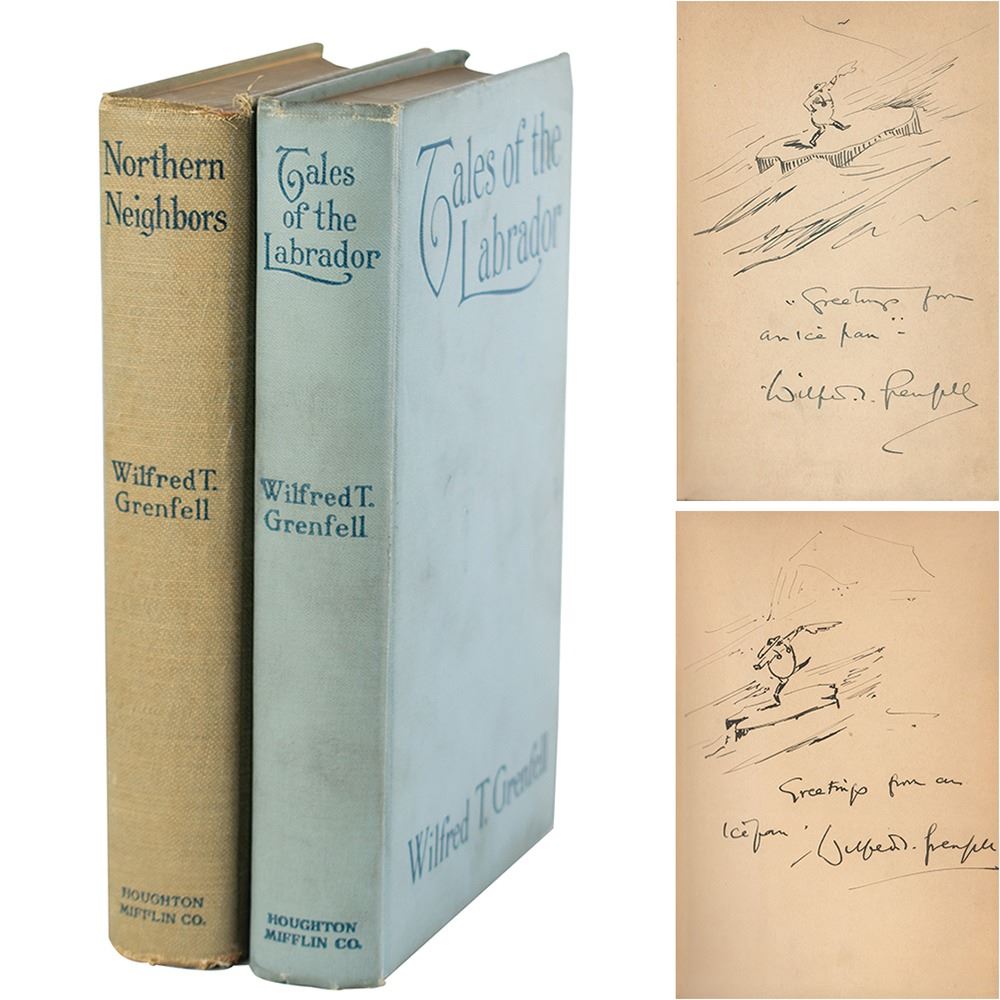 Northern
Neighbors
Wilfred T.
Grenfell
HOUGHTON
MIFFLIN CO.
Tales
of the
Labrador
Wilfred T.
Grenfell
HOUGHTON
MIFFLIN CO.
Tales of the
Labrador
Wilfred T. Grenfell
"Greetings from
an Ice pan" -
Wilfred T. Grenfell
Greetings from an
Ice pan
Wilfred T. Grenfell